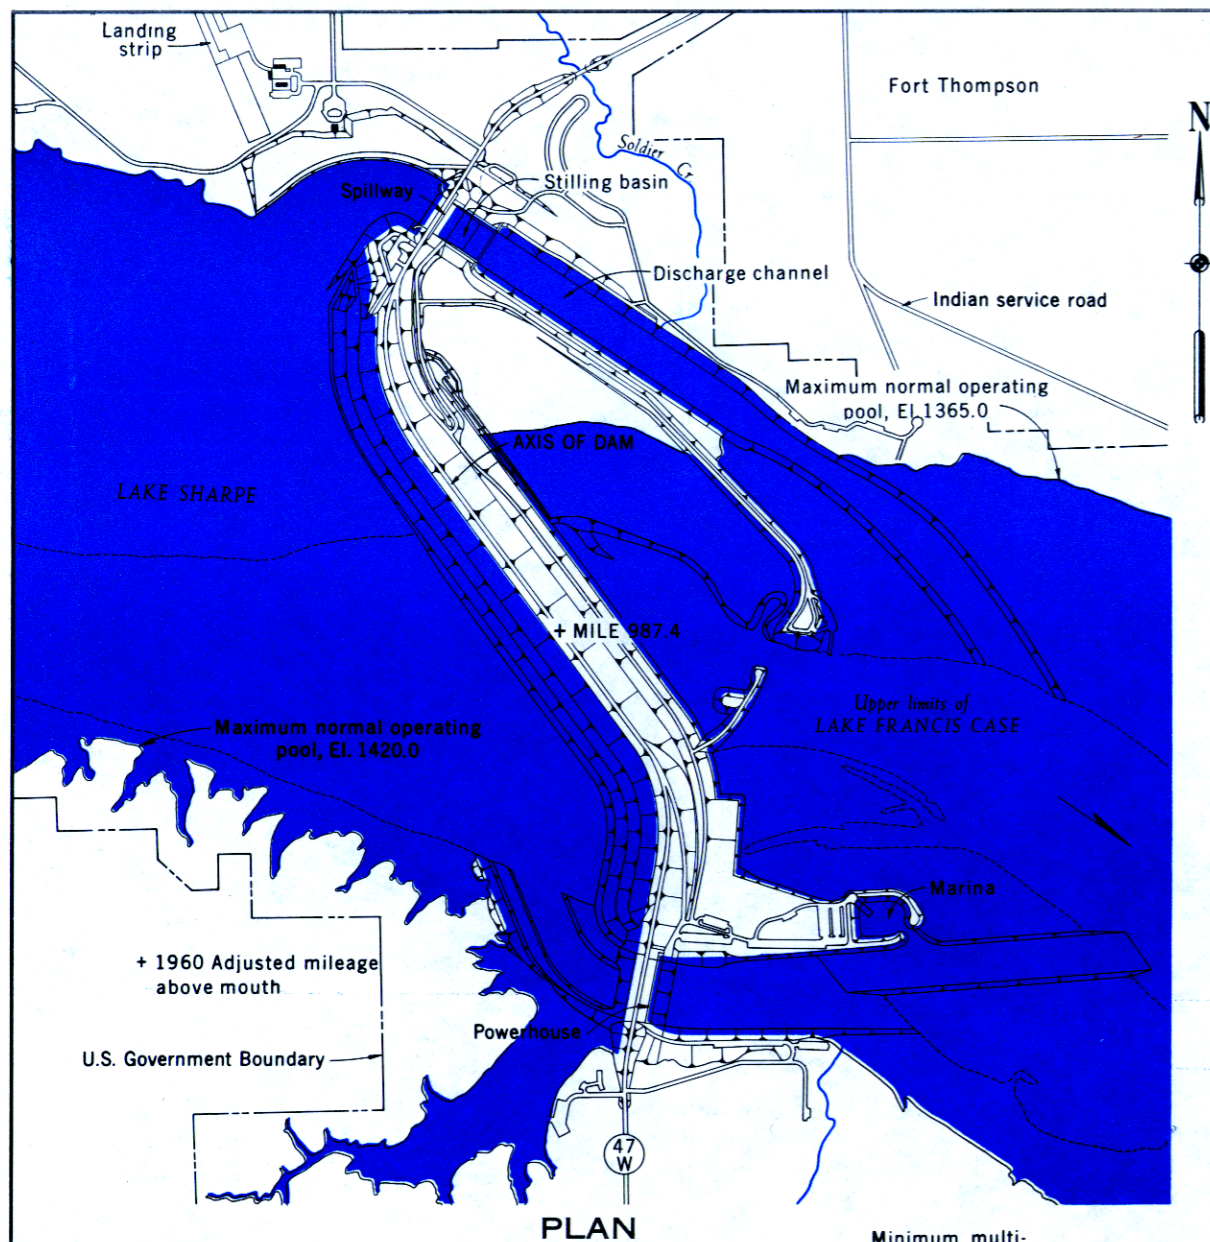 Landing
strip
Fort Thompson
N
Soldier Cr.
Stilling basin
Spillway
Discharge channel
Indian service road
Maximum normal operating
pool, El. 1365.0
AXIS OF DAM
LAKE SHARPE
+ MILE 987.4
Upper limits of
LAKE FRANCIS CASE
Maximum normal operating
pool, El. 1420.0
Marina
+ 1960 Adjusted mileage
above mouth
Powerhouse
U.S. Government Boundary
47
W
PLAN
Minimum multi-